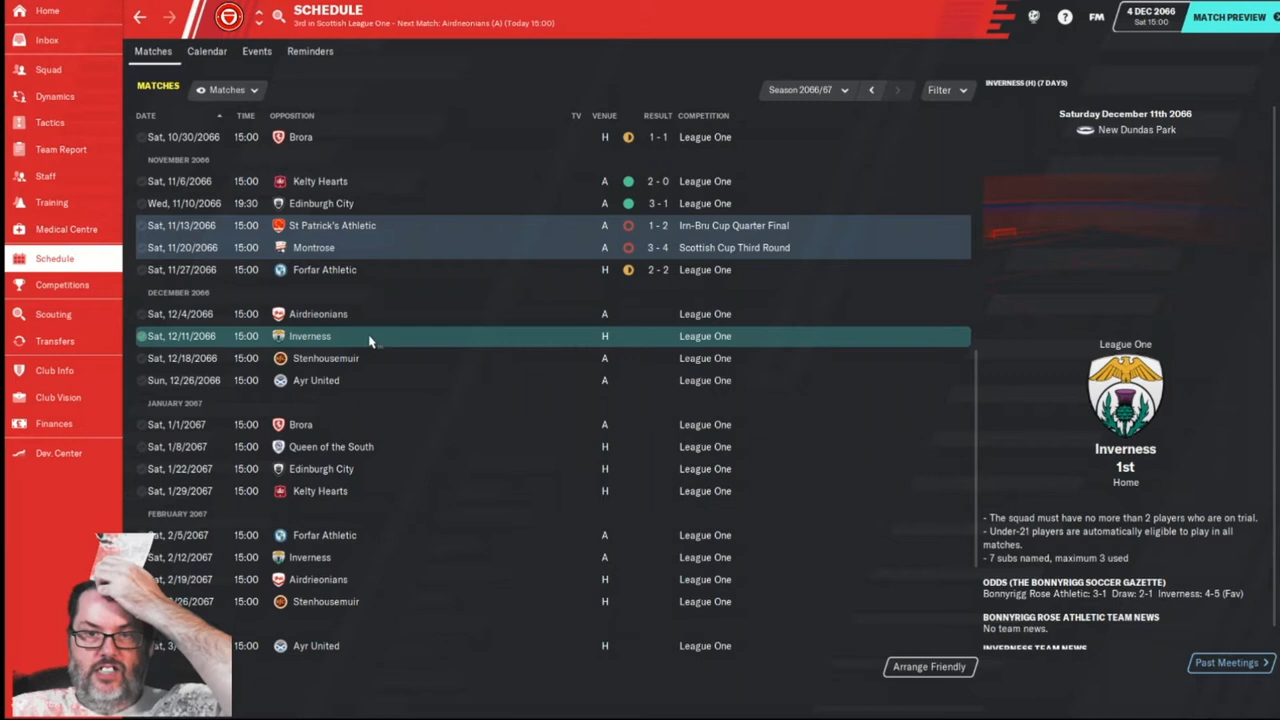 Home
Inbox
Squad
Dynamics
Tactics
Team Report
Staff
Training
Medical Centre
Schedule
Competitions
Scouting
Transfers
Club Info
Club Vision
Finances
Dev. Center
SCHEDULE
3rd in Scottish League One - Next Match: Airdrieonians (A) (Today 15:00)
FM
4 DEC 2066
Sat 15:00
MATCH PREVIEW
Matches Calendar Events Reminders
MATCHES Matches Season 2066/67 Filter
DATE TIME OPPOSITION TV VENUE RESULT COMPETITION
Sat, 10/30/2066 15:00 Brora H 1 - 1 League One
NOVEMBER 2066
Sat, 11/6/2066 15:00 Kelty Hearts A 2 - 0 League One
Wed, 11/10/2066 19:30 Edinburgh City A 3 - 1 League One
Sat, 11/13/2066 15:00 St Patrick's Athletic A 1 - 2 Irn-Bru Cup Quarter Final
Sat, 11/20/2066 15:00 Montrose A 3 - 4 Scottish Cup Third Round
Sat, 11/27/2066 15:00 Forfar Athletic H 2 - 2 League One
DECEMBER 2066
Sat, 12/4/2066 15:00 Airdrieonians A League One
Sat, 12/11/2066 15:00 Inverness H League One
Sat, 12/18/2066 15:00 Stenhousemuir A League One
Sun, 12/26/2066 15:00 Ayr United A League One
JANUARY 2067
Sat, 1/1/2067 15:00 Brora A League One
Sat, 1/8/2067 15:00 Queen of the South H League One
Sat, 1/22/2067 15:00 Edinburgh City H League One
Sat, 1/29/2067 15:00 Kelty Hearts H League One
FEBRUARY 2067
Sat, 2/5/2067 15:00 Forfar Athletic A League One
Sat, 2/12/2067 15:00 Inverness A League One
Sat, 2/19/2067 15:00 Airdrieonians H League One
/26/2067 15:00 Stenhousemuir H League One
15:00 Ayr United H League One
Arrange Friendly
INVERNESS (H) (7 DAYS)
Saturday December 11th 2066
New Dundas Park
League One
Inverness
1st
Home
- The squad must have no more than 2 players who are on trial.
- Under-21 players are automatically eligible to play in all
matches.
- 7 subs named, maximum 3 used
ODDS (THE BONNYRIGG SOCCER GAZETTE)
Bonnyrigg Rose Athletic: 3-1 Draw: 2-1 Inverness: 4-5 (Fav)
BONNYRIGG ROSE ATHLETIC TEAM NEWS
No team news.
INVERNESS TEAM NEWS
Past Meetings